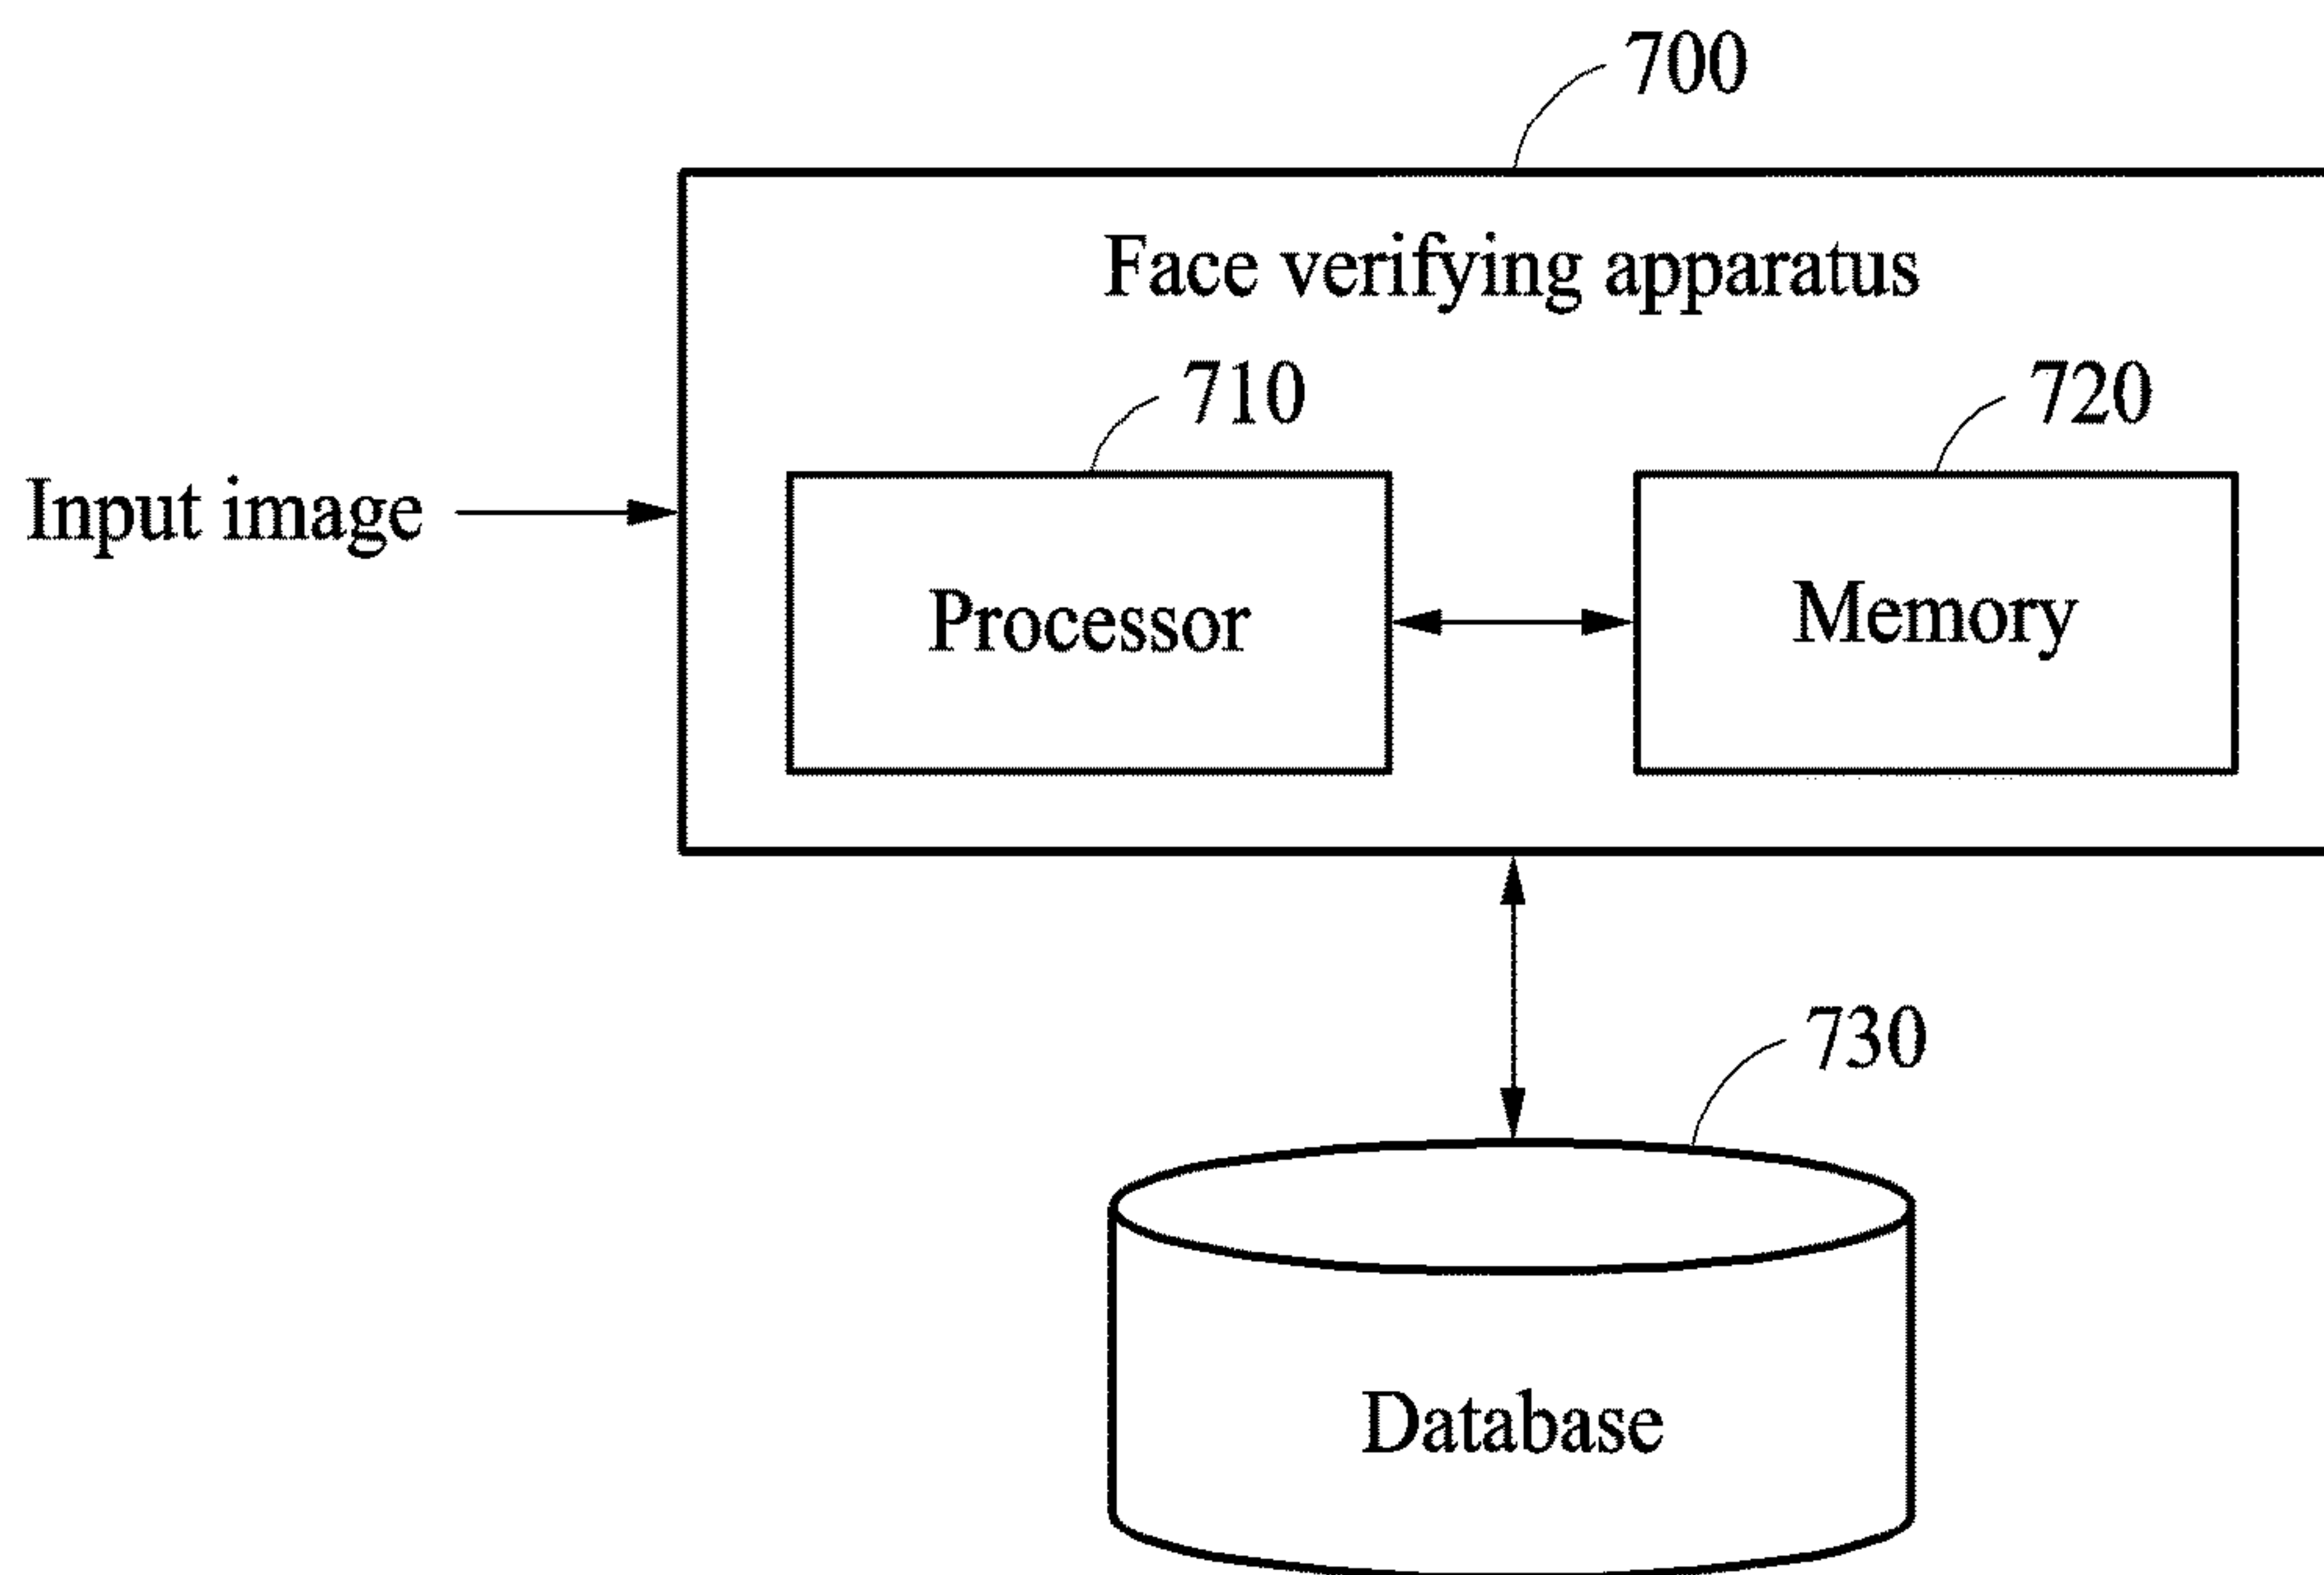 700
Face verifying apparatus
710
720
Input image
Processor
Memory
730
Database